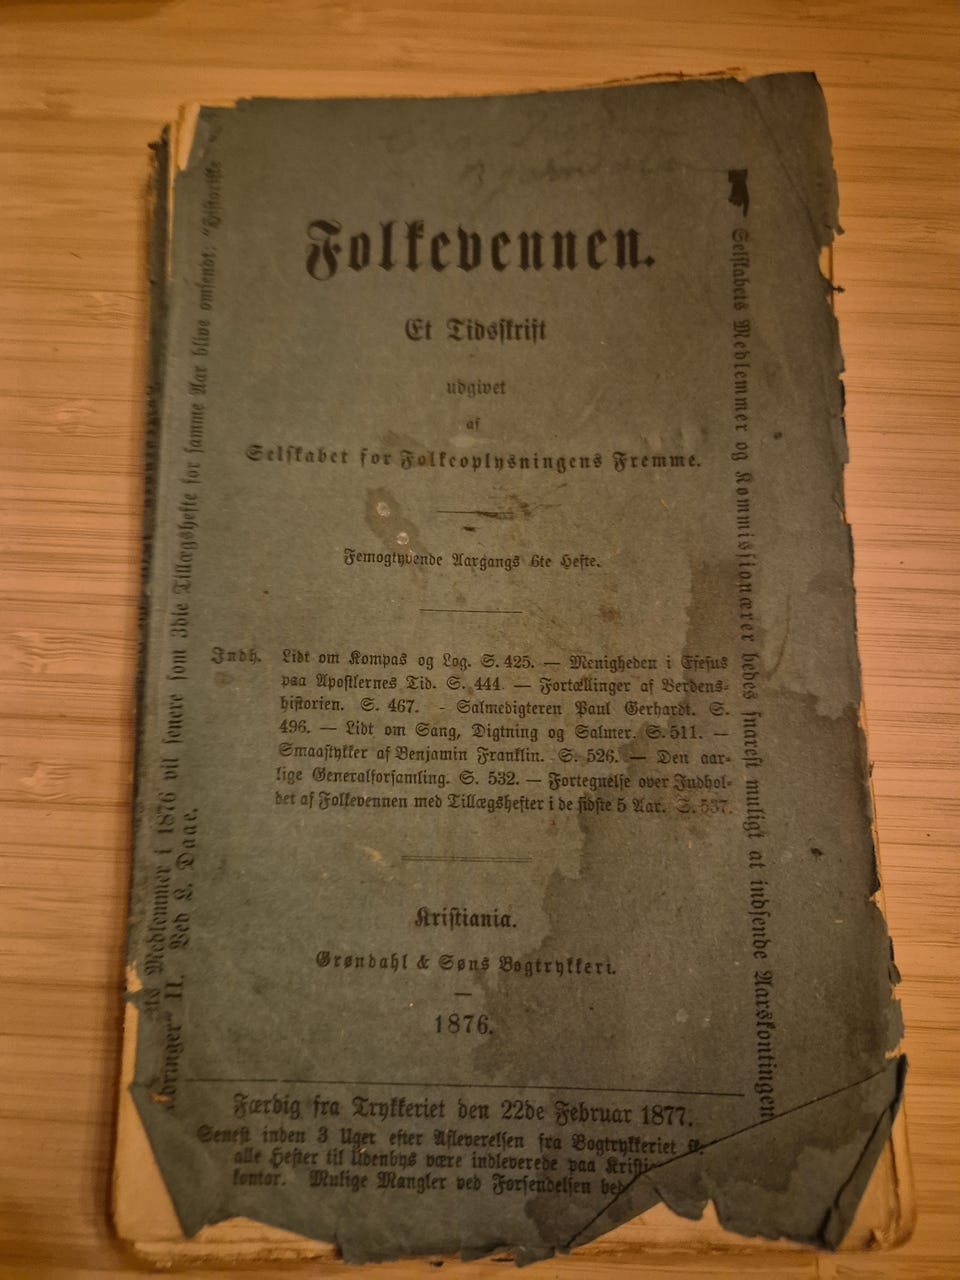 Folkevennen.
Et Tidsskrift
udgivet
af
Selskabet for Folkeoplysningens Fremme.
Femogtyvende Aargangs 6te Hefte.
Indh. Lidt om Kompas og Log. S. 425. — Menigheden i Efesus
paa Apostlernes Tid. S. 444. — Fortællinger af Verdens-
historien. S. 467. - Salmedigteren Paul Gerhardt. S.
496. — Lidt om Sang, Digtning og Salmer. S. 511. —
Smaastykker af Benjamin Franklin. S. 526. — Den aar-
lige Generalforsamling. S. 532. — Fortegnelse over Indhol-
det af Folkevennen med Tillægshefter i de sidste 5 Aar. S. 537.
Kristiania.
Grøndahl & Søns Bogtrykkeri.
1876.
Færdig fra Trykkeriet den 22de Februar 1877.
Senest inden 3 Uger efter Afleverelsen fra Bogtrykkeriet
alle Hefter til Udenbys være indleverede paa Kristi
kontor. Mulige Mangler ved Forsendelsen bed
Medlemmer i 1876 vil senere som 3die Tillægshefte for samme Aar blive omsendt: "Historiske
II. Ved L. Daae.
Selskabets Medlemmer og Kommissionærer bedes snarest muligt at indsende Aarskontingen